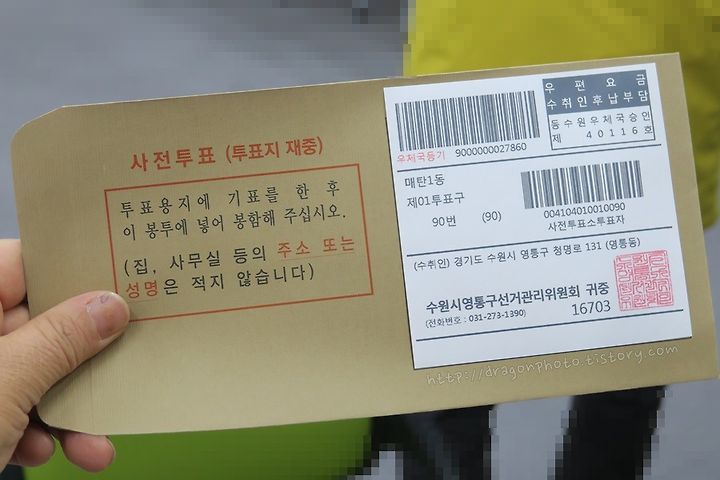 사전투표 (투표지 재중)
투표용지에 기표를 한 후
이 봉투에 넣어 봉함해 주십시오.
(집, 사무실 등의 주소 또는
성명은 적지 않습니다)
우편요금
수취인후납부담
동수원우체국승인
제 40116호
우체국등기 9000000027860
매탄1동
제01투표구
90번 (90)
004104010010090
사전투표소투표자
(수취인) 경기도 수원시 영통구 청명로 131 (영통동)
수원시영통구선거관리위원회 귀중
(전화번호 : 031-273-1390)
16703
http://dragonphoto.tistory.com